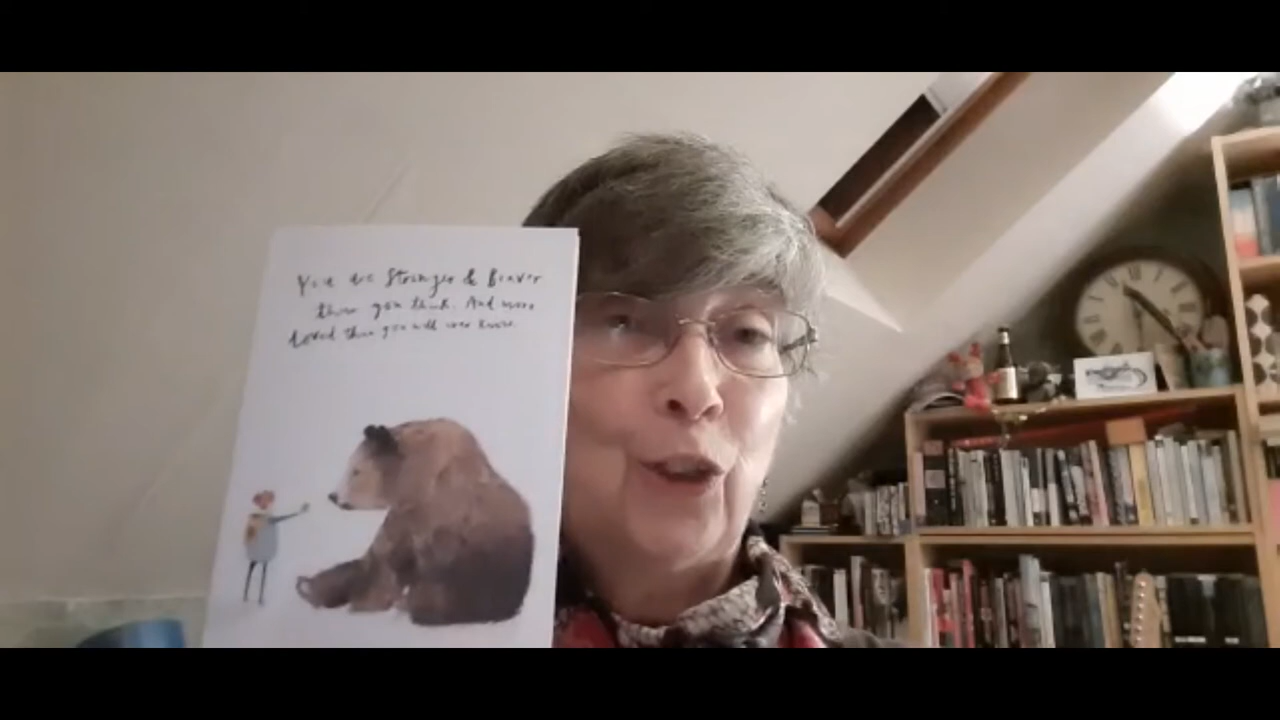 You are Stronger & Braver
than you think. And more
loved than you will ever know.